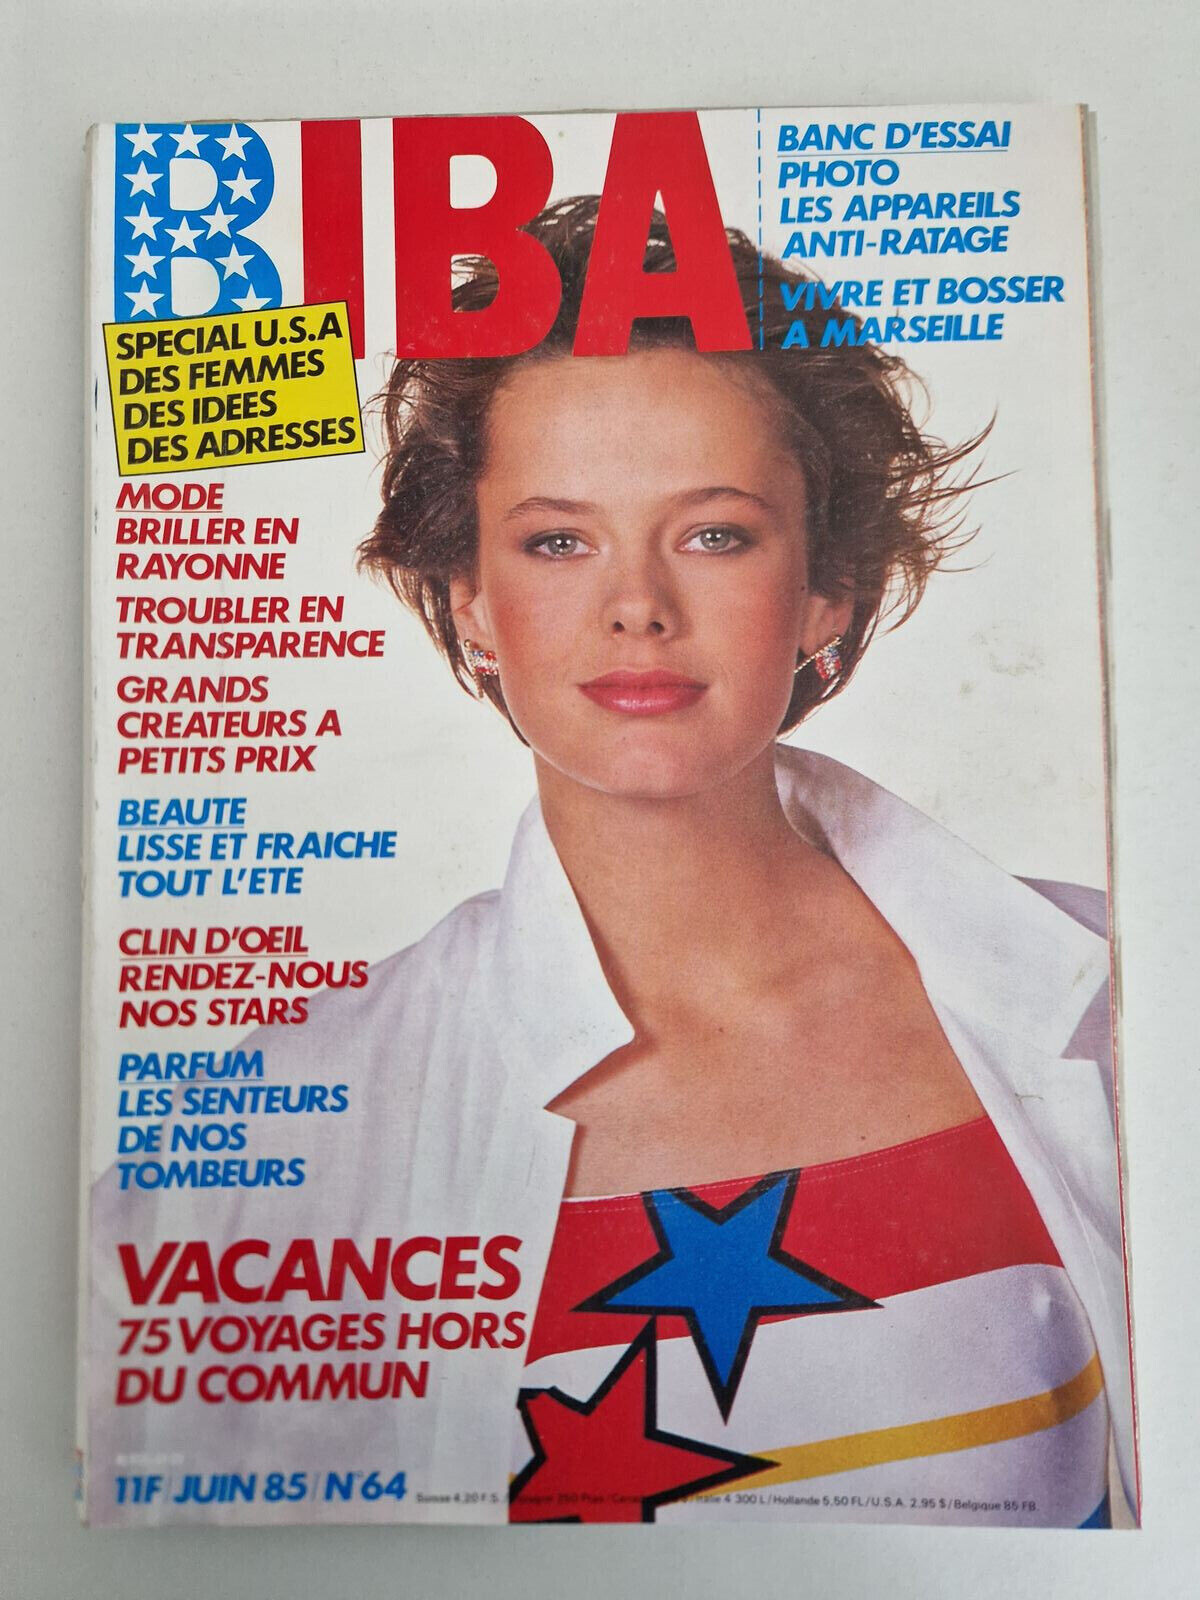 BIBA
BANC D'ESSAI
PHOTO
LES APPAREILS
ANTI-RATAGE
VIVRE ET BOSSER
A MARSEILLE
SPECIAL U.S.A
DES FEMMES
DES IDEES
DES ADRESSES
MODE
BRILLER EN
RAYONNE
TROUBLER EN
TRANSPARENCE
GRANDS
CREATEURS A
PETITS PRIX
BEAUTE
LISSE ET FRAICHE
TOUT L'ETE
CLIN D'OEIL
RENDEZ-NOUS
NOS STARS
PARFUM
LES SENTEURS
DE NOS
TOMBEURS
VACANCES
75 VOYAGES HORS
DU COMMUN
11F/JUIN 85/N°64
Suisse 4,20 F.S. 250 Ptas/ /Italie 4 300 L/Hollande 5,50 FL/U.S.A. 2,95 $/Belgique 85 FB